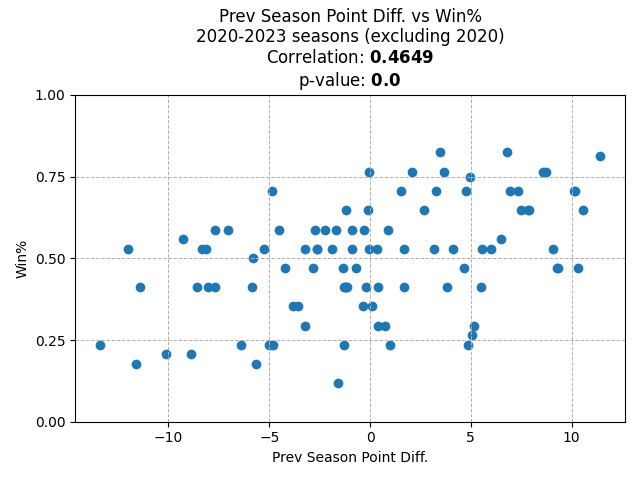 Prev Season Point Diff. vs Win%
2020-2023 seasons (excluding 2020)
Correlation: 0.4649
p-value: 0.0
1.00
0.75
0.50
0.25
0.00
Win%
−10
−5
0
5
10
Prev Season Point Diff.